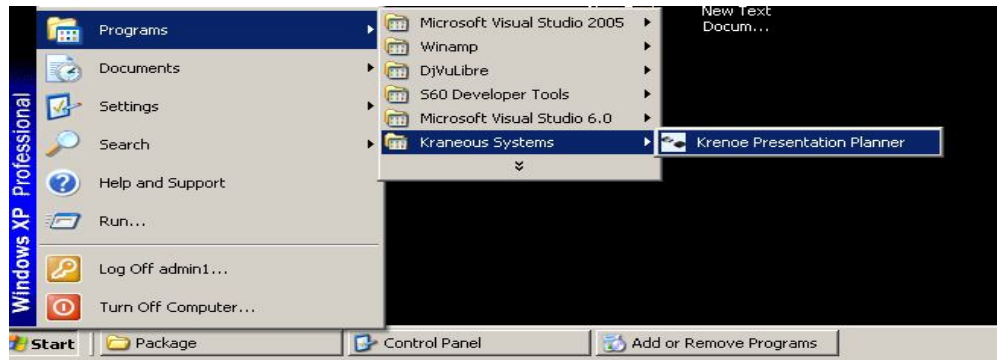 New Text
Docum...
Programs
Documents
Settings
Search
Help and Support
Run...
Log Off admin1...
Turn Off Computer...
Windows XP Professional
Microsoft Visual Studio 2005
Winamp
DjVuLibre
S60 Developer Tools
Microsoft Visual Studio 6.0
Kraneous Systems
Krenoe Presentation Planner
Start
Package
Control Panel
Add or Remove Programs